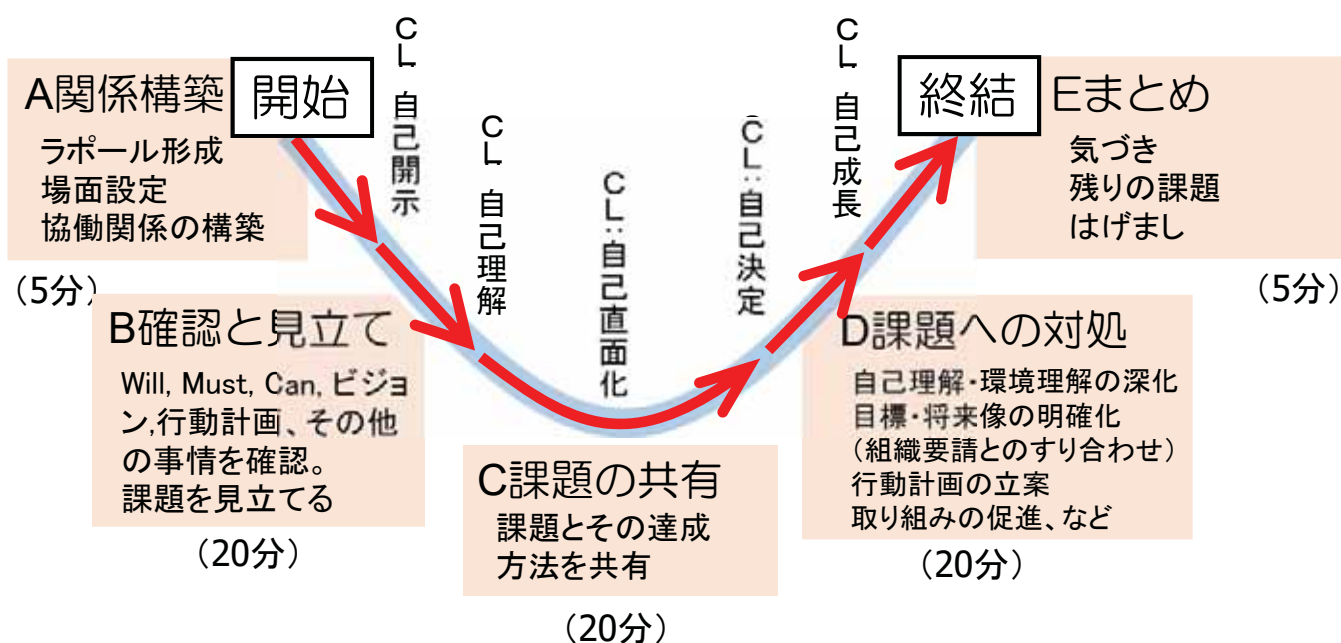 A関係構築
開始
ラポール形成
場面設定
協働関係の構築
（5分）
CL 自己開示
CL 自己理解
B確認と見立て
Will, Must, Can, ビジョ
ン,行動計画、その他
の事情を確認。
課題を見立てる
（20分）
CL:自己直面化
C課題の共有
課題とその達成
方法を共有
（20分）
CL:自己決定
CL 自己成長
D課題への対処
自己理解・環境理解の深化
目標・将来像の明確化
（組織要請とのすり合わせ）
行動計画の立案
取り組みの促進、など
（20分）
終結
Eまとめ
気づき
残りの課題
はげまし
（5分）